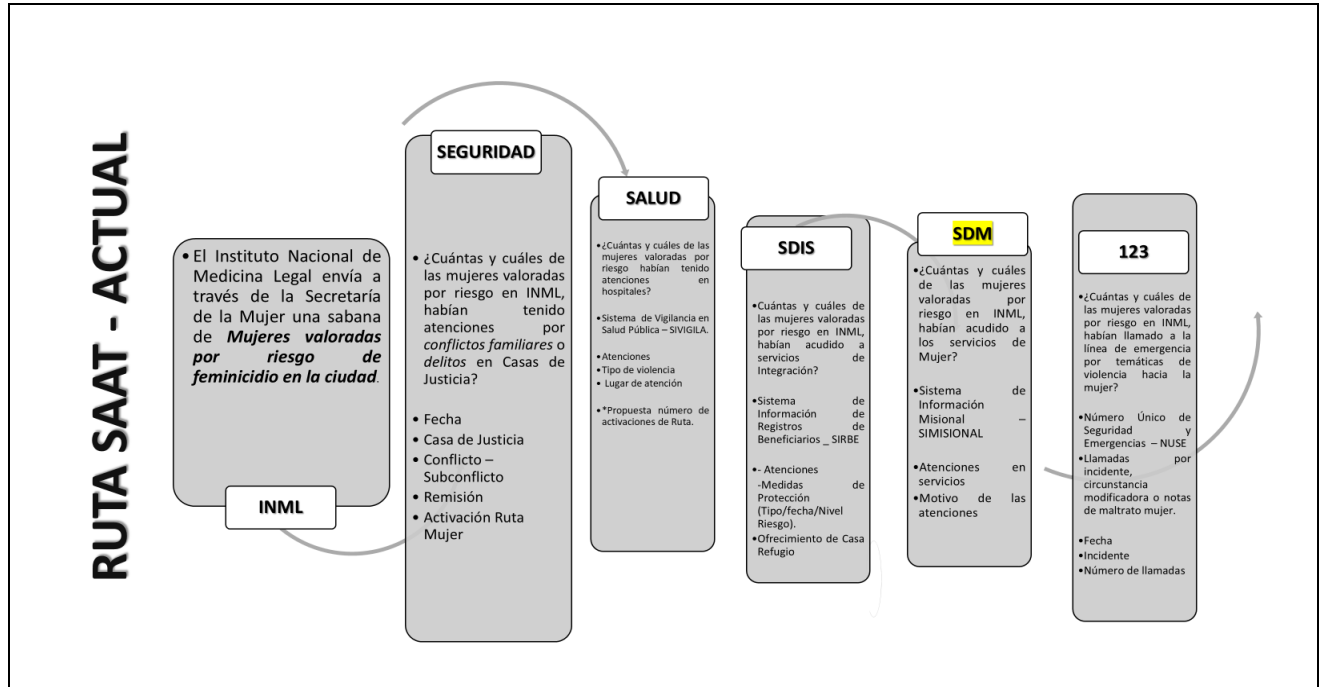 RUTA SAAT - ACTUAL
• El Instituto Nacional de
Medicina Legal envía a
través de la Secretaría
de la Mujer una sabana
de Mujeres valoradas
por riesgo de
feminicidio en la ciudad.
INML
SEGURIDAD
• ¿Cuántas y cuáles de
las mujeres valoradas
por riesgo en INML,
habían tenido
atenciones por
conflictos familiares o
delitos en Casas de
Justicia?
• Fecha
• Casa de Justicia
• Conflicto –
Subconflicto
• Remisión
• Activación Ruta
Mujer
SALUD
•¿Cuántas y cuáles de las
mujeres valoradas por
riesgo habían tenido
atenciones en
hospitales?
•Sistema de Vigilancia en
Salud Pública – SIVIGILA.
•Atenciones
•Tipo de violencia
• Lugar de atención
•*Propuesta número de
activaciones de Ruta.
SDIS
•Cuántas y cuáles de
las mujeres valoradas
por riesgo en INML,
habían acudido a
servicios de
Integración?
•Sistema de
Información de
Registros de
Beneficiarios _ SIRBE
•- Atenciones
-Medidas de
Protección
(Tipo/fecha/Nivel
Riesgo).
•Ofrecimiento de Casa
Refugio
SDM
•¿Cuántas y cuáles
de las mujeres
valoradas por
riesgo en INML,
habían acudido a
los servicios de
Mujer?
•Sistema de
Información
Misional –
SIMISIONAL
•Atenciones en
servicios
•Motivo de las
atenciones
123
•¿Cuántas y cuáles de
las mujeres valoradas
por riesgo en INML,
habían llamado a la
línea de emergencia
por temáticas de
violencia hacia la
mujer?
•Número Único de
Seguridad y
Emergencias – NUSE
•Llamadas por
incidente,
circunstancia
modificadora o notas
de maltrato mujer.
•Fecha
•Incidente
•Número de llamadas